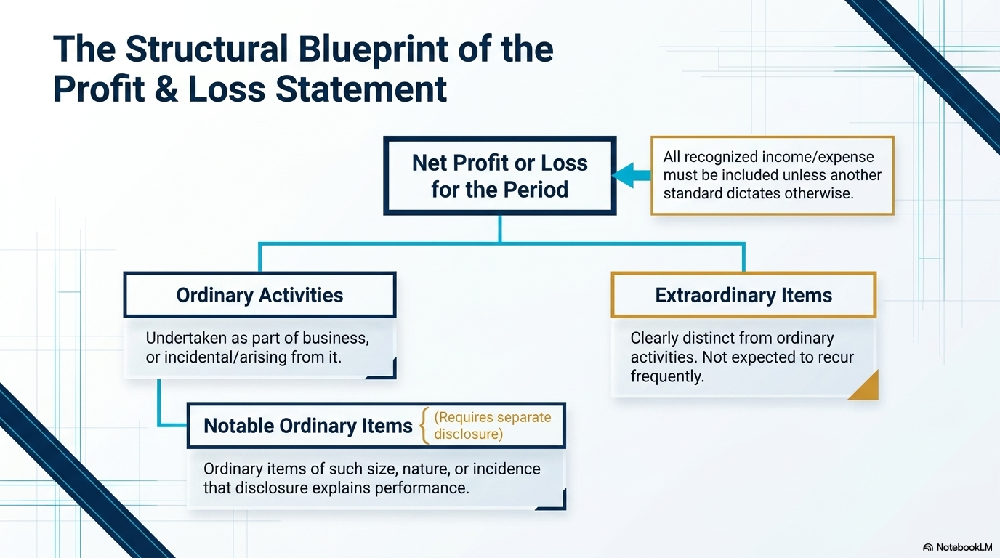 The Structural Blueprint of the
Profit & Loss Statement
Net Profit or Loss
for the Period
All recognized income/expense
must be included unless another
standard dictates otherwise.
Ordinary Activities
Undertaken as part of business,
or incidental/arising from it.
Extraordinary Items
Clearly distinct from ordinary
activities. Not expected to recur
frequently.
Notable Ordinary Items
(Requires separate
disclosure)
Ordinary items of such size, nature, or incidence
that disclosure explains performance.
NotebookLM